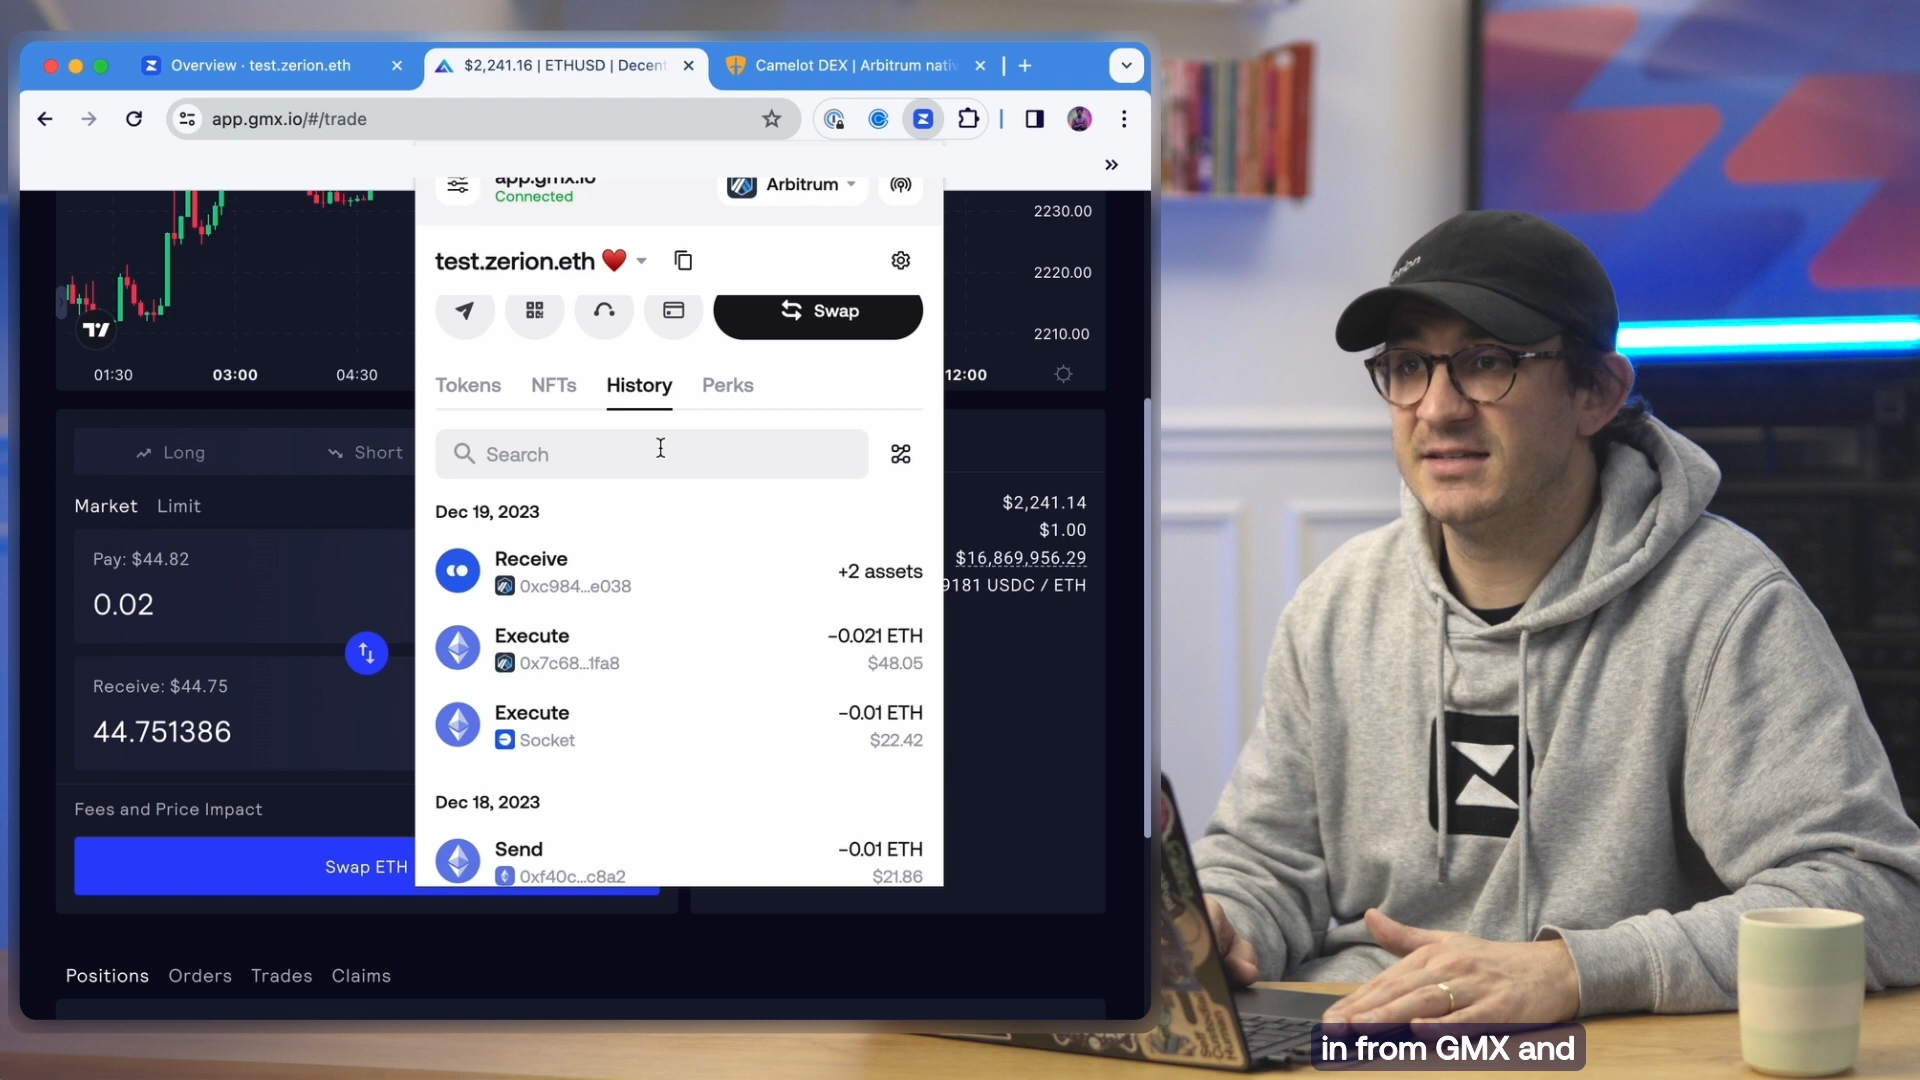 Overview · test.zerion.eth
$2,241.16 | ETHUSD | Decent
Camelot DEX | Arbitrum nativ
app.gmx.io/#/trade
app.gmx.io
Connected
Arbitrum
test.zerion.eth ❤️
Swap
Tokens NFTs History Perks
Search
Dec 19, 2023
Receive
0xc984...e038
+2 assets
Execute
0x7c68...1fa8
-0.021 ETH
$48.05
Execute
Socket
-0.01 ETH
$22.42
Dec 18, 2023
Send
0xf40c...c8a2
-0.01 ETH
$21.86
2230.00
2220.00
2210.00
01:30 03:00 04:30 12:00
Long Short
Market Limit
Pay: $44.82
0.02
Receive: $44.75
44.751386
Fees and Price Impact
Swap ETH
$2,241.14
$1.00
$16,869,956.29
9181 USDC / ETH
Positions Orders Trades Claims
in from GMX and